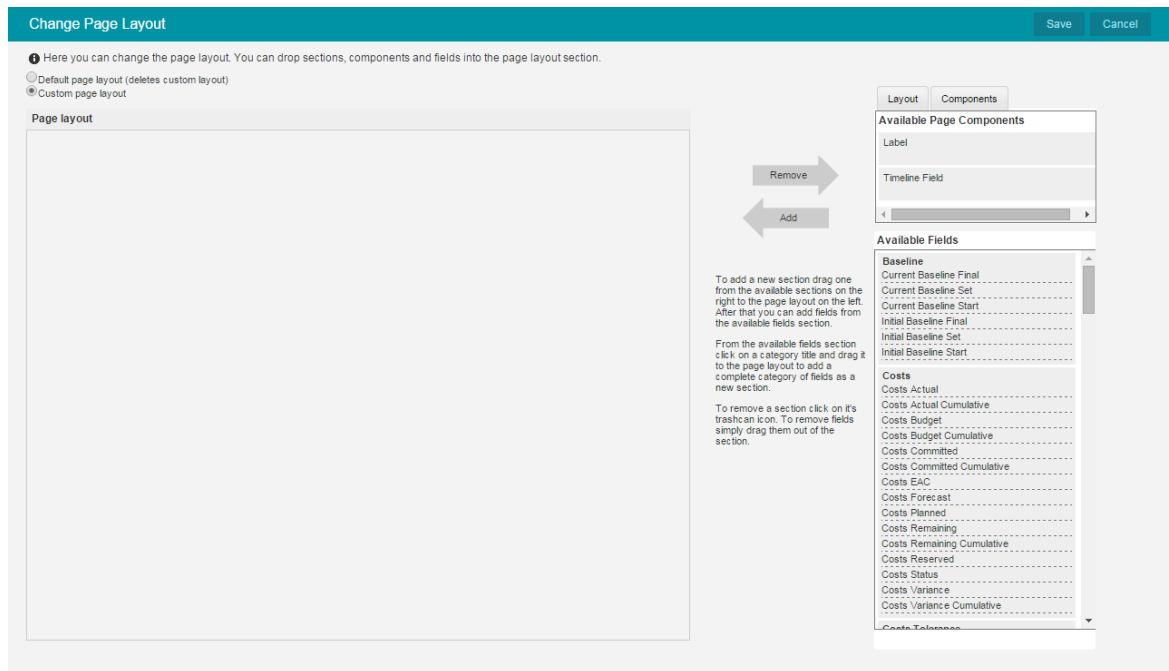 Change Page Layout
Save
Cancel
Here you can change the page layout. You can drop sections, components and fields into the page layout section.
Default page layout (deletes custom layout)
Custom page layout
Page layout
Remove
Add
To add a new section drag one
from the available sections on the
right to the page layout on the left.
After that you can add fields from
the available fields section.
From the available fields section
click on a category title and drag it
to the page layout to add a
complete category of fields as a
new section.
To remove a section click on it's
trashcan icon. To remove fields
simply drag them out of the
section.
Layout
Components
Available Page Components
Label
Timeline Field
Available Fields
Baseline
Current Baseline Final
Current Baseline Set
Current Baseline Start
Initial Baseline Final
Initial Baseline Set
Initial Baseline Start
Costs
Costs Actual
Costs Actual Cumulative
Costs Budget
Costs Budget Cumulative
Costs Committed
Costs Committed Cumulative
Costs EAC
Costs Forecast
Costs Planned
Costs Remaining
Costs Remaining Cumulative
Costs Reserved
Costs Status
Costs Variance
Costs Variance Cumulative
Costs Tolerance